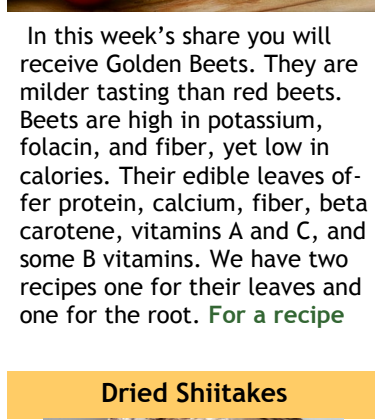 In this week's share you will
receive Golden Beets. They are
milder tasting than red beets.
Beets are high in potassium,
folacin, and fiber, yet low in
calories. Their edible leaves of-
fer protein, calcium, fiber, beta
carotene, vitamins A and C, and
some B vitamins. We have two
recipes one for their leaves and
one for the root. For a recipe
Dried Shiitakes